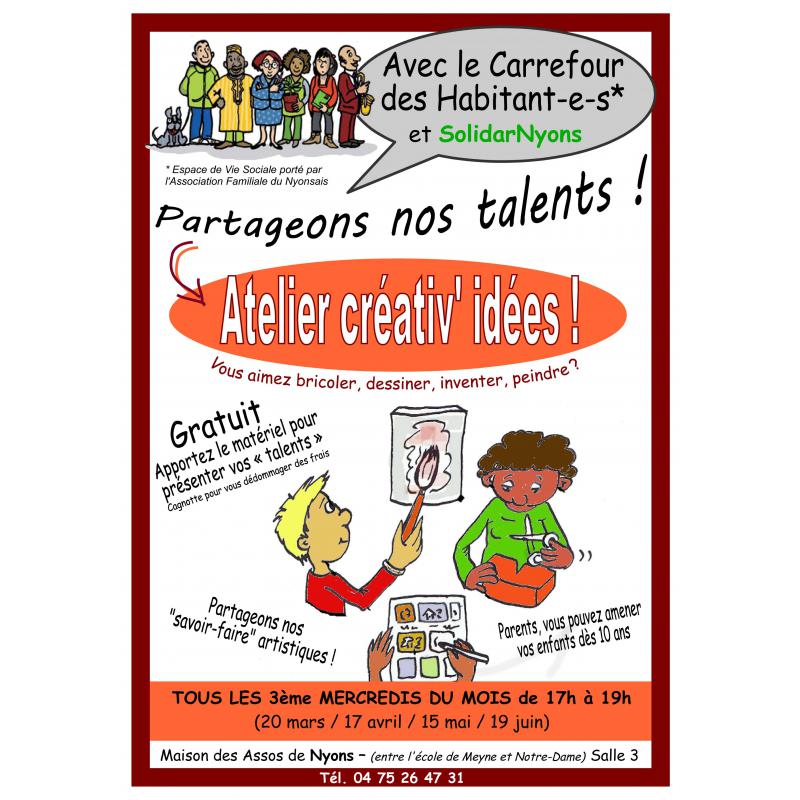 Avec le Carrefour
des Habitant-e-s*
et SolidarNyons
* Espace de Vie Sociale porté par
l'Association Familiale du Nyonsais
Partageons nos talents !
Atelier créativ' idées !
Vous aimez bricoler, dessiner, inventer, peindre?
Gratuit
Apportez le matériel pour
présenter vos « talents »
Cagnotte pour vous dédommager des frais
Partageons nos
"savoir-faire" artistiques !
Parents, vous pouvez amener
vos enfants dès 10 ans
TOUS LES 3ème MERCREDIS DU MOIS de 17h à 19h
(20 mars / 17 avril / 15 mai / 19 juin)
Maison des Assos de Nyons – (entre l'école de Meyne et Notre-Dame) Salle 3
Tél. 04 75 26 47 31